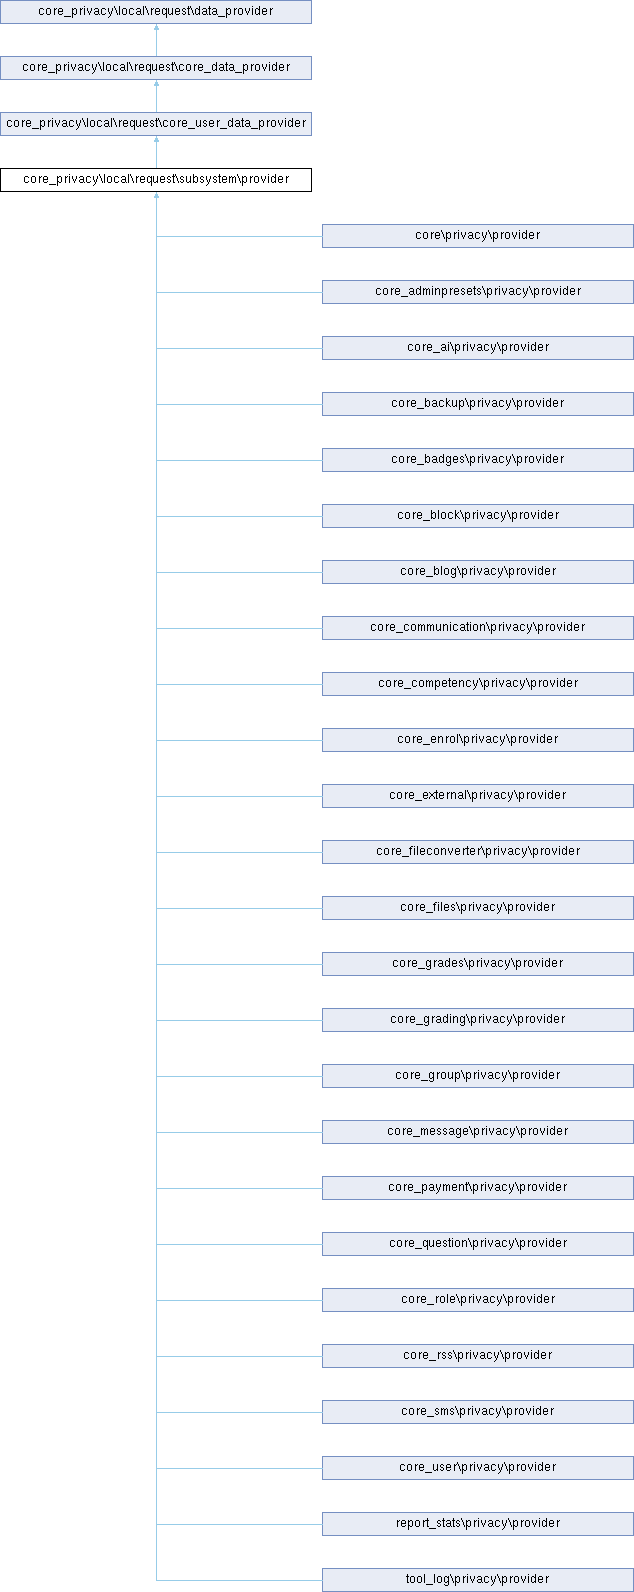 core_privacy\local\request\data_provider
core_privacy\local\request\core_data_provider
core_privacy\local\request\core_user_data_provider
core_privacy\local\request\subsystem\provider
core\privacy\provider
core_adminpresets\privacy\provider
core_ai\privacy\provider
core_backup\privacy\provider
core_badges\privacy\provider
core_block\privacy\provider
core_blog\privacy\provider
core_communication\privacy\provider
core_competency\privacy\provider
core_enrol\privacy\provider
core_external\privacy\provider
core_fileconverter\privacy\provider
core_files\privacy\provider
core_grades\privacy\provider
core_grading\privacy\provider
core_group\privacy\provider
core_message\privacy\provider
core_payment\privacy\provider
core_question\privacy\provider
core_role\privacy\provider
core_rss\privacy\provider
core_sms\privacy\provider
core_user\privacy\provider
report_stats\privacy\provider
tool_log\privacy\provider